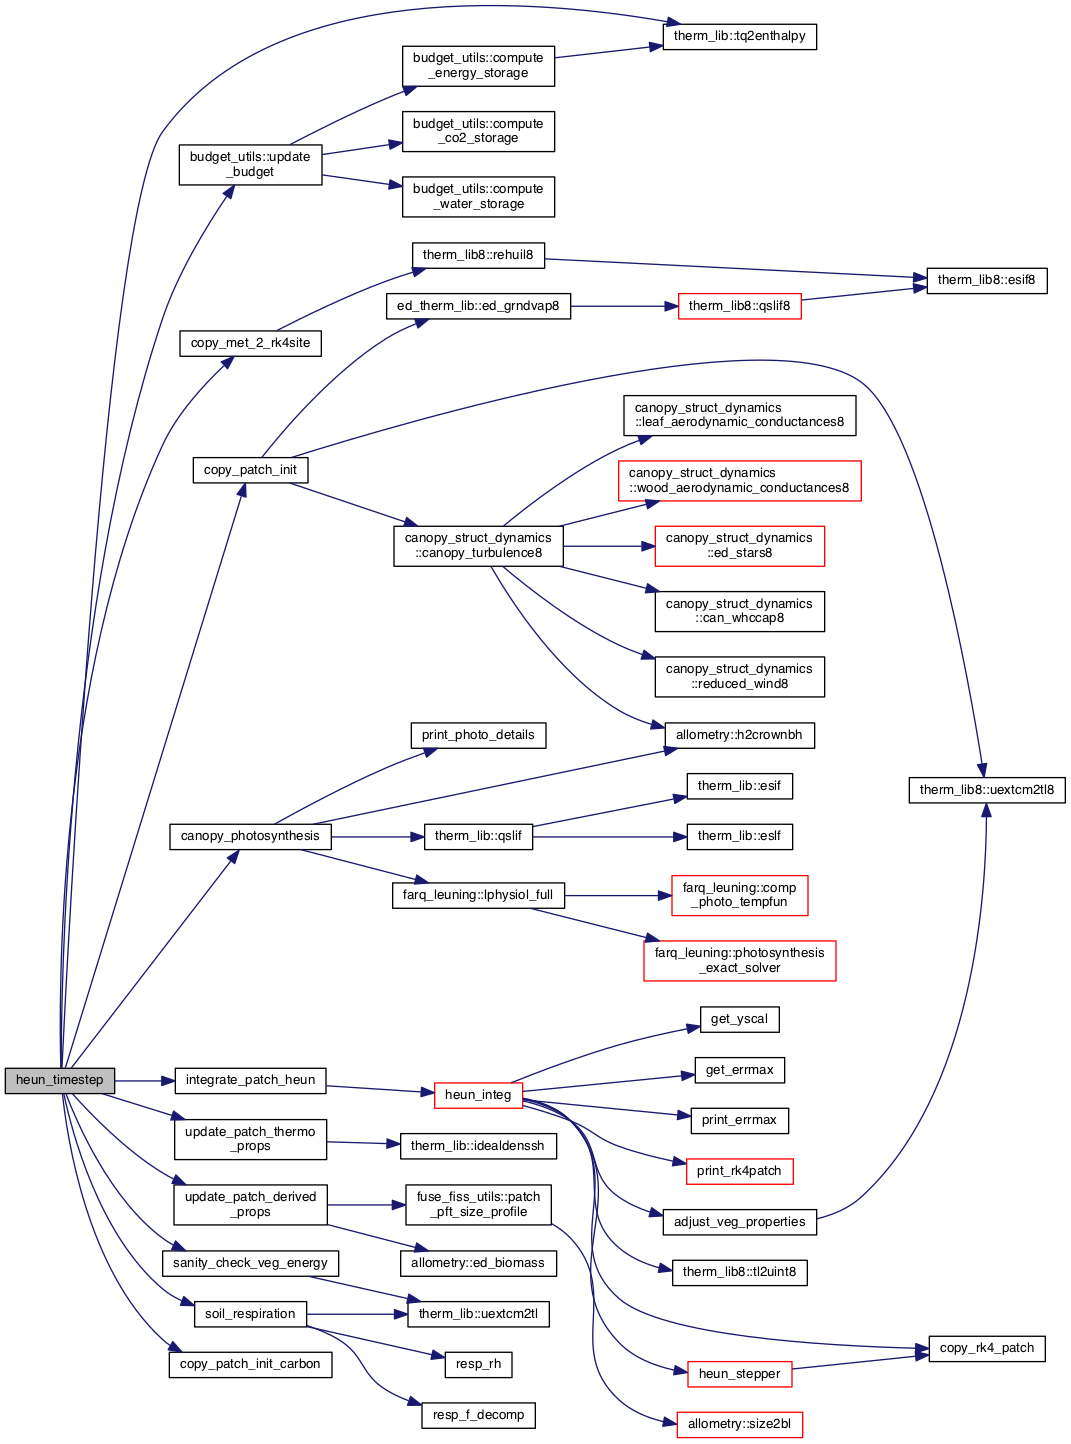 therm_lib::tq2enthalpy
budget_utils::compute
_energy_storage
budget_utils::compute
_co2_storage
budget_utils::update
_budget
budget_utils::compute
_water_storage
therm_lib8::rehuil8
therm_lib8::esif8
ed_therm_lib::ed_grndvap8
therm_lib8::qslif8
copy_met_2_rk4site
canopy_struct_dynamics
::leaf_aerodynamic_conductances8
copy_patch_init
canopy_struct_dynamics
::wood_aerodynamic_conductances8
canopy_struct_dynamics
::canopy_turbulence8
canopy_struct_dynamics
::ed_stars8
canopy_struct_dynamics
::can_whccap8
canopy_struct_dynamics
::reduced_wind8
print_photo_details
allometry::h2crownbh
therm_lib::esif
therm_lib8::uextcm2tl8
canopy_photosynthesis
therm_lib::qslif
therm_lib::eslf
farq_leuning::lphysiol_full
farq_leuning::comp
_photo_tempfun
farq_leuning::photosynthesis
_exact_solver
get_yscal
heun_timestep
integrate_patch_heun
heun_integ
get_errmax
print_errmax
update_patch_thermo
_props
therm_lib::idealdenssh
print_rk4patch
update_patch_derived
_props
fuse_fiss_utils::patch
_pft_size_profile
adjust_veg_properties
sanity_check_veg_energy
allometry::ed_biomass
therm_lib8::tl2uint8
soil_respiration
therm_lib::uextcm2tl
copy_rk4_patch
copy_patch_init_carbon
resp_rh
heun_stepper
resp_f_decomp
allometry::size2bl